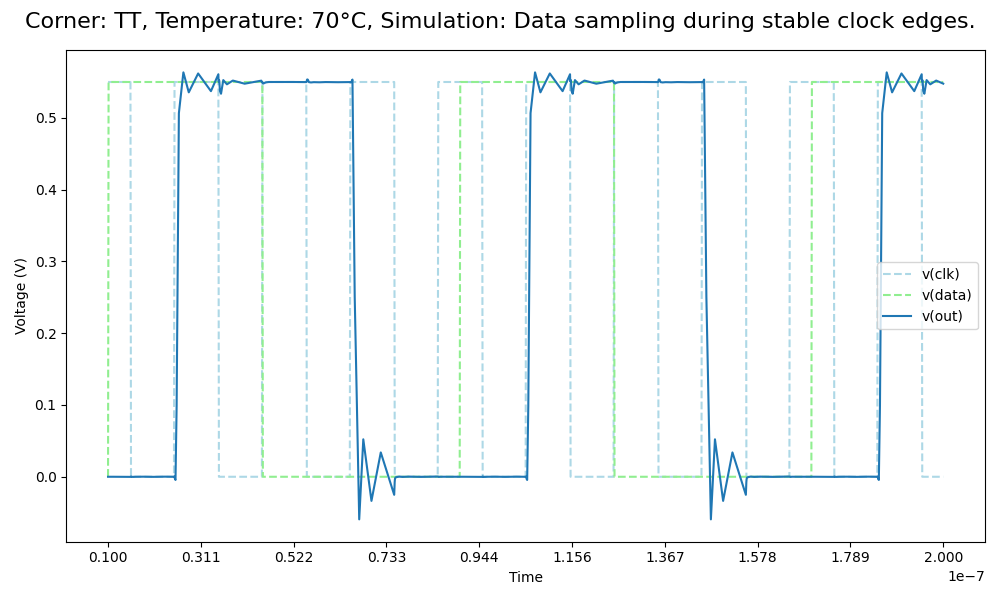 Corner: TT, Temperature: 70°C, Simulation: Data sampling during stable clock edges.
Voltage (V)
0.5
0.4
0.3
0.2
0.1
0.0
v(clk)
v(data)
v(out)
0.100 0.311 0.522 0.733 0.944 1.156 1.367 1.578 1.789 2.000
Time
1e−7